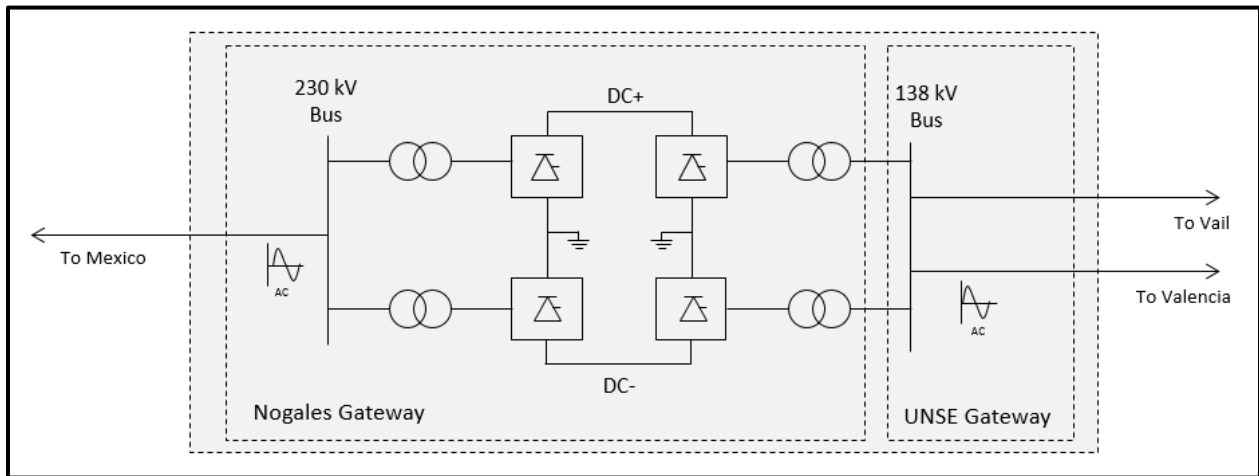 230 kV
Bus
DC+
138 kV
Bus
To Vail
To Mexico
AC
To Valencia
AC
DC-
Nogales Gateway
UNSE Gateway